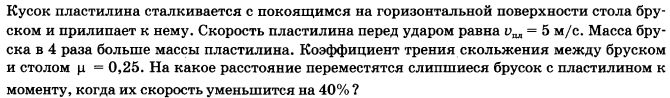 Кусок пластилина сталкивается с покоящимся на горизонтальной поверхности стола бру-
ском и прилипает к нему. Скорость пластилина перед ударом равна υпл = 5 м/с. Масса бру-
ска в 4 раза больше массы пластилина. Коэффициент трения скольжения между бруском
и столом μ = 0,25. На какое расстояние переместятся слипшиеся брусок с пластилином к
моменту, когда их скорость уменьшится на 40%?